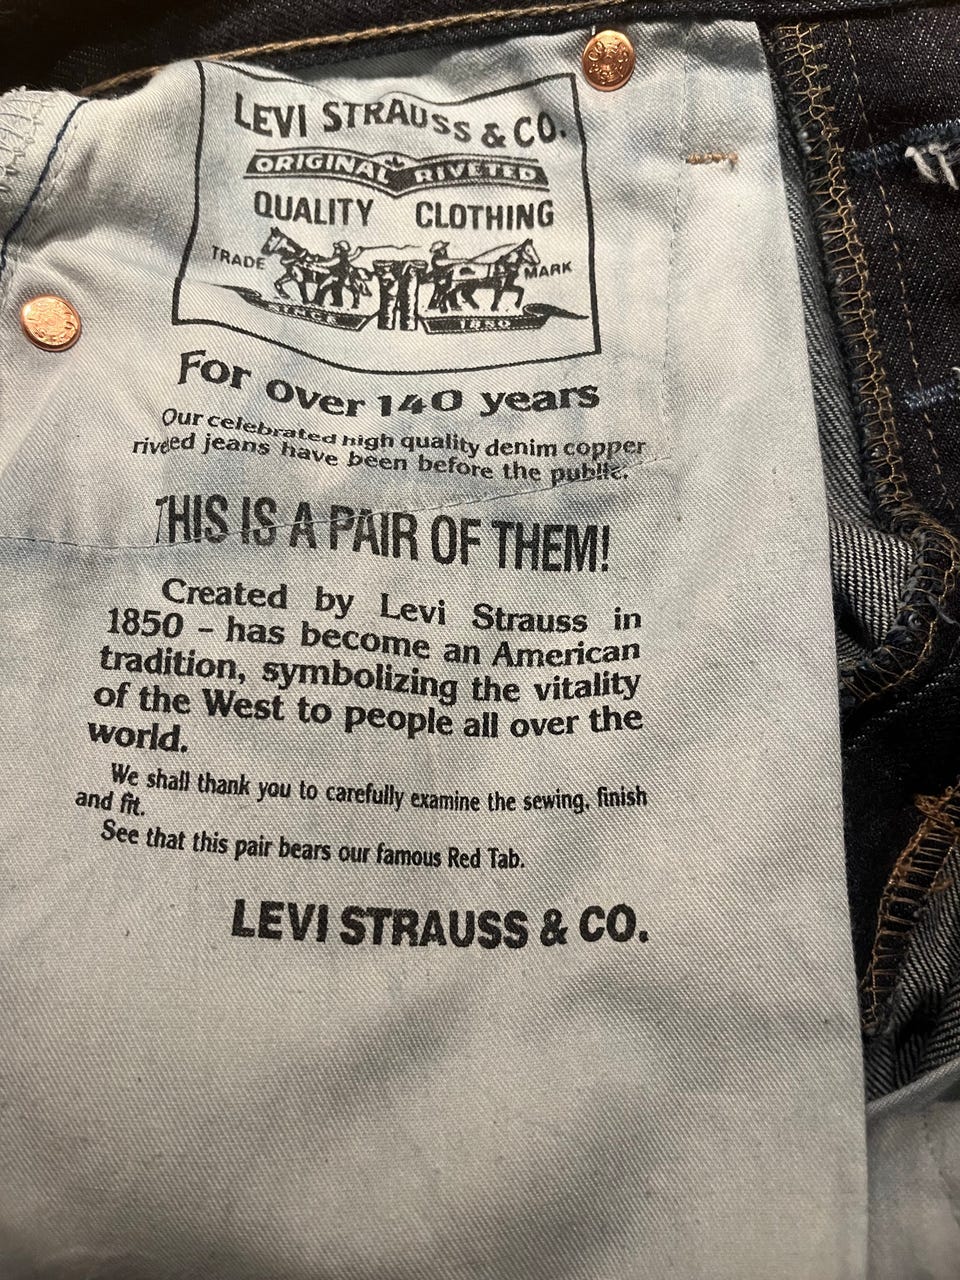 LEVI STRAUSS & CO.
ORIGINAL RIVETED
QUALITY CLOTHING
TRADE MARK
SINCE 1850
For over 140 years
Our celebrated high quality denim copper
riveted jeans have been before the public.
THIS IS A PAIR OF THEM!
Created by Levi Strauss in
1850 – has become an American
tradition, symbolizing the vitality
of the West to people all over the
world.
We shall thank you to carefully examine the sewing, finish
and fit.
See that this pair bears our famous Red Tab.
LEVI STRAUSS & CO.